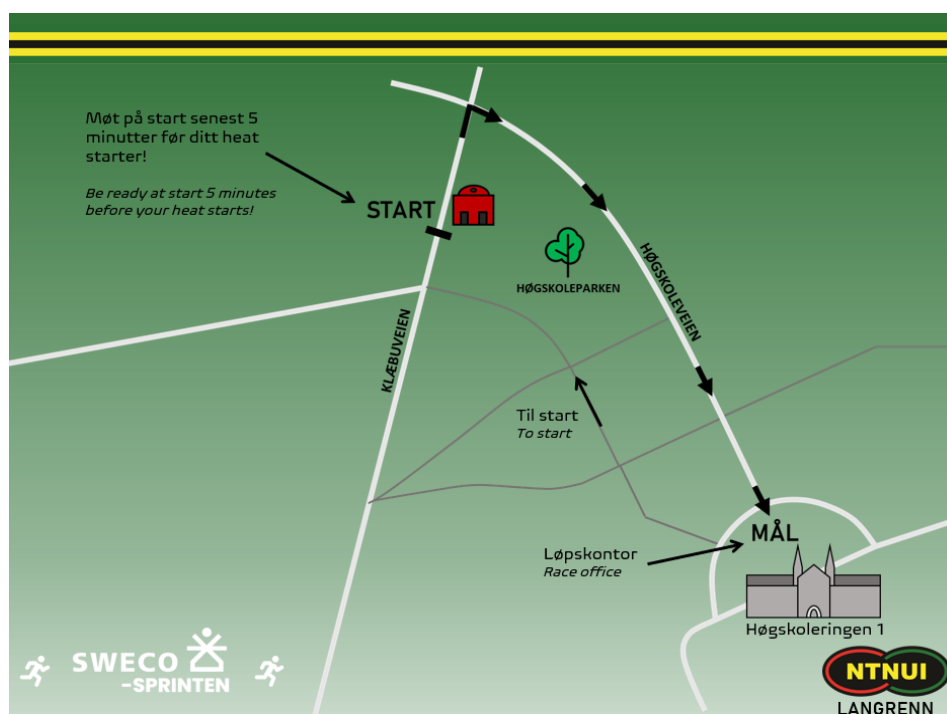 Møt på start senest 5
minutter før ditt heat
starter!
Be ready at start 5 minutes
before your heat starts!
START
HØGSKOLEPARKEN
HØGSKOLEVEIEN
KLÆBUVEIEN
Til start
To start
MÅL
Løpskontor
Race office
Høgskoleringen 1
SWECO
-SPRINTEN
NTNUI
LANGRENN